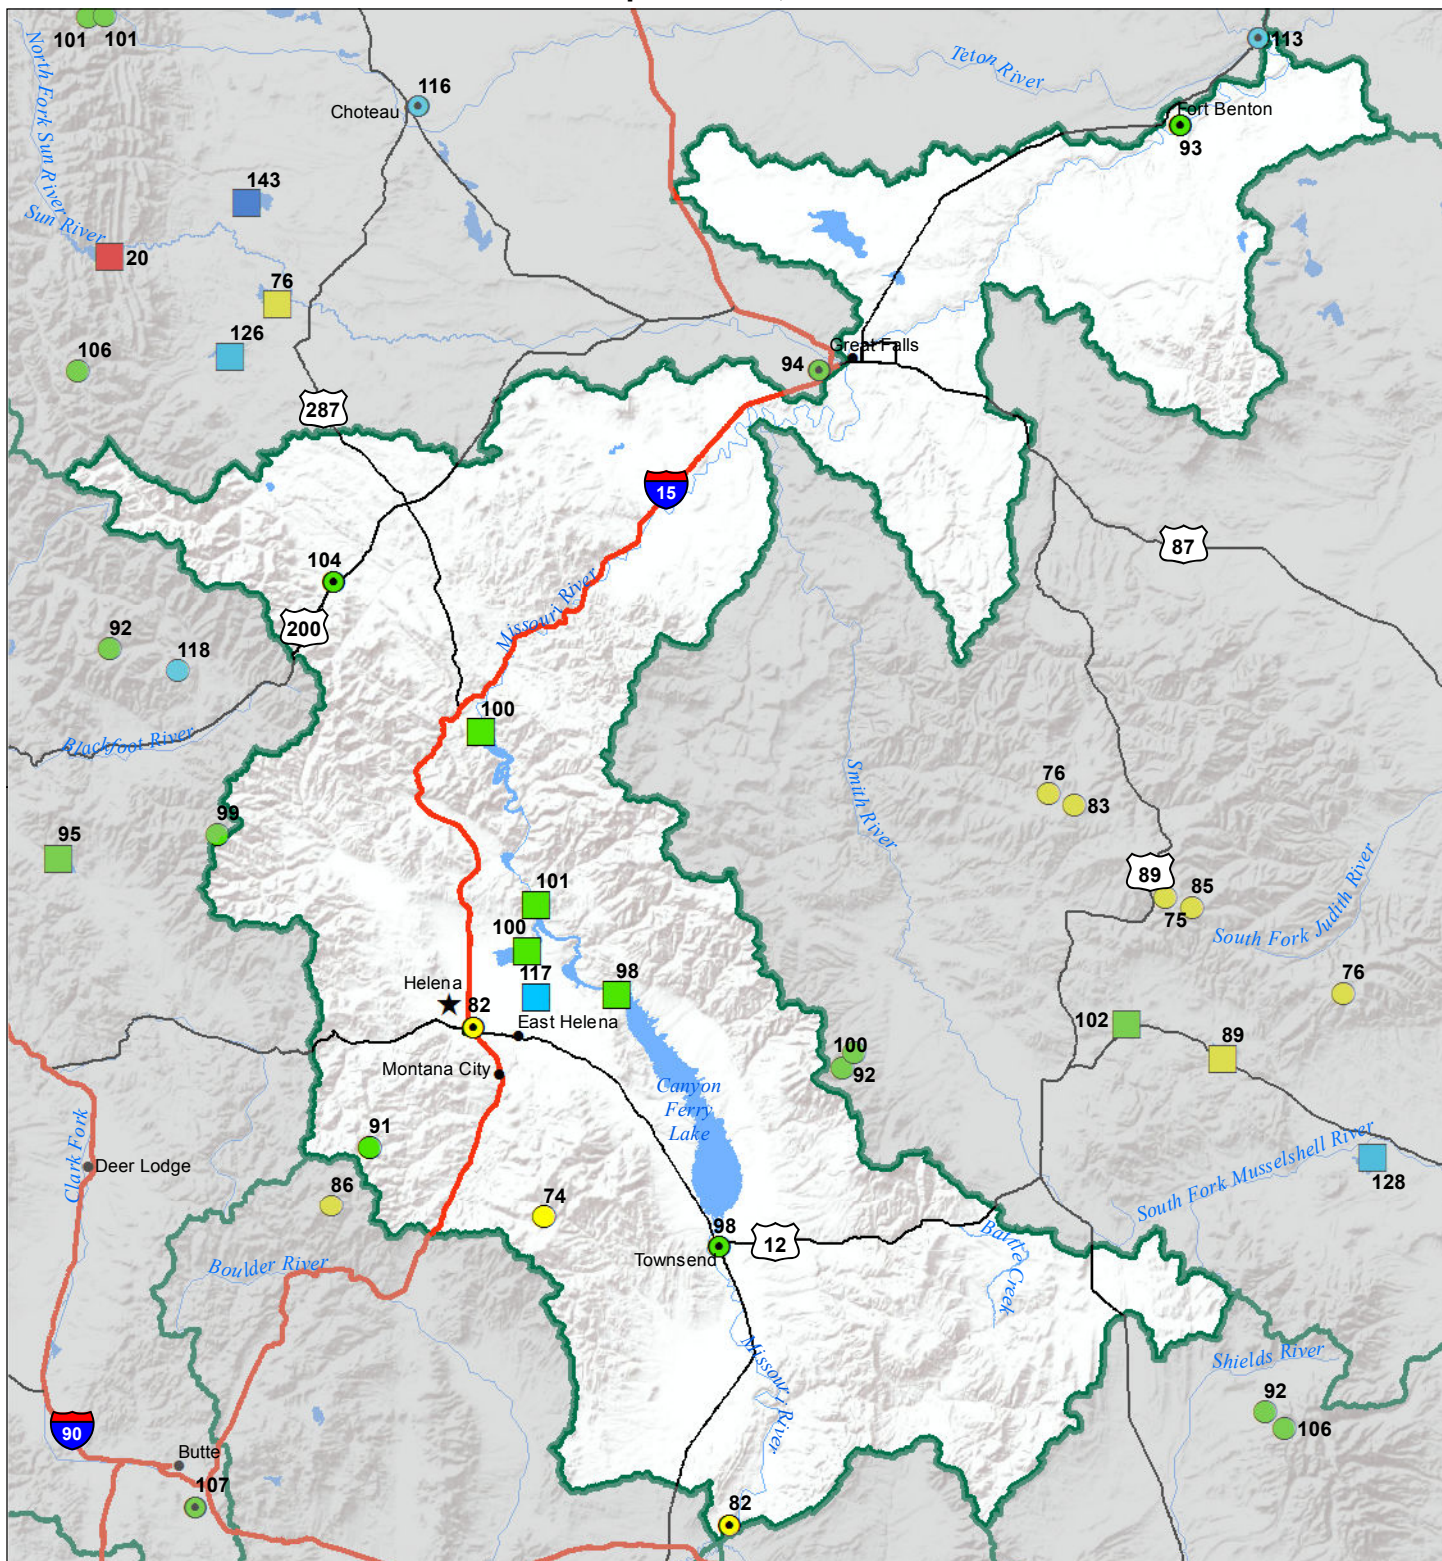 101
101
113
116
Choteau
Teton River
Fort Benton
93
North Fork Sun River
143
Sun River
20
76
126
106
94
Great Falls
287
15
87
104
200
92
118
Missouri River
Blackfoot River
100
Smith River
76
83
99
95
89
85
75
South Fork Judith River
101
100
117
98
76
Helena
82
East Helena
102
89
Montana City
100
92
Canyon
Ferry
Lake
Clark Fork
Deer Lodge
91
86
74
South Fork Musselshell River
128
98
12
Townsend
Battle Creek
Boulder River
Missouri River
Shields River
92
106
90
Butte
107
82